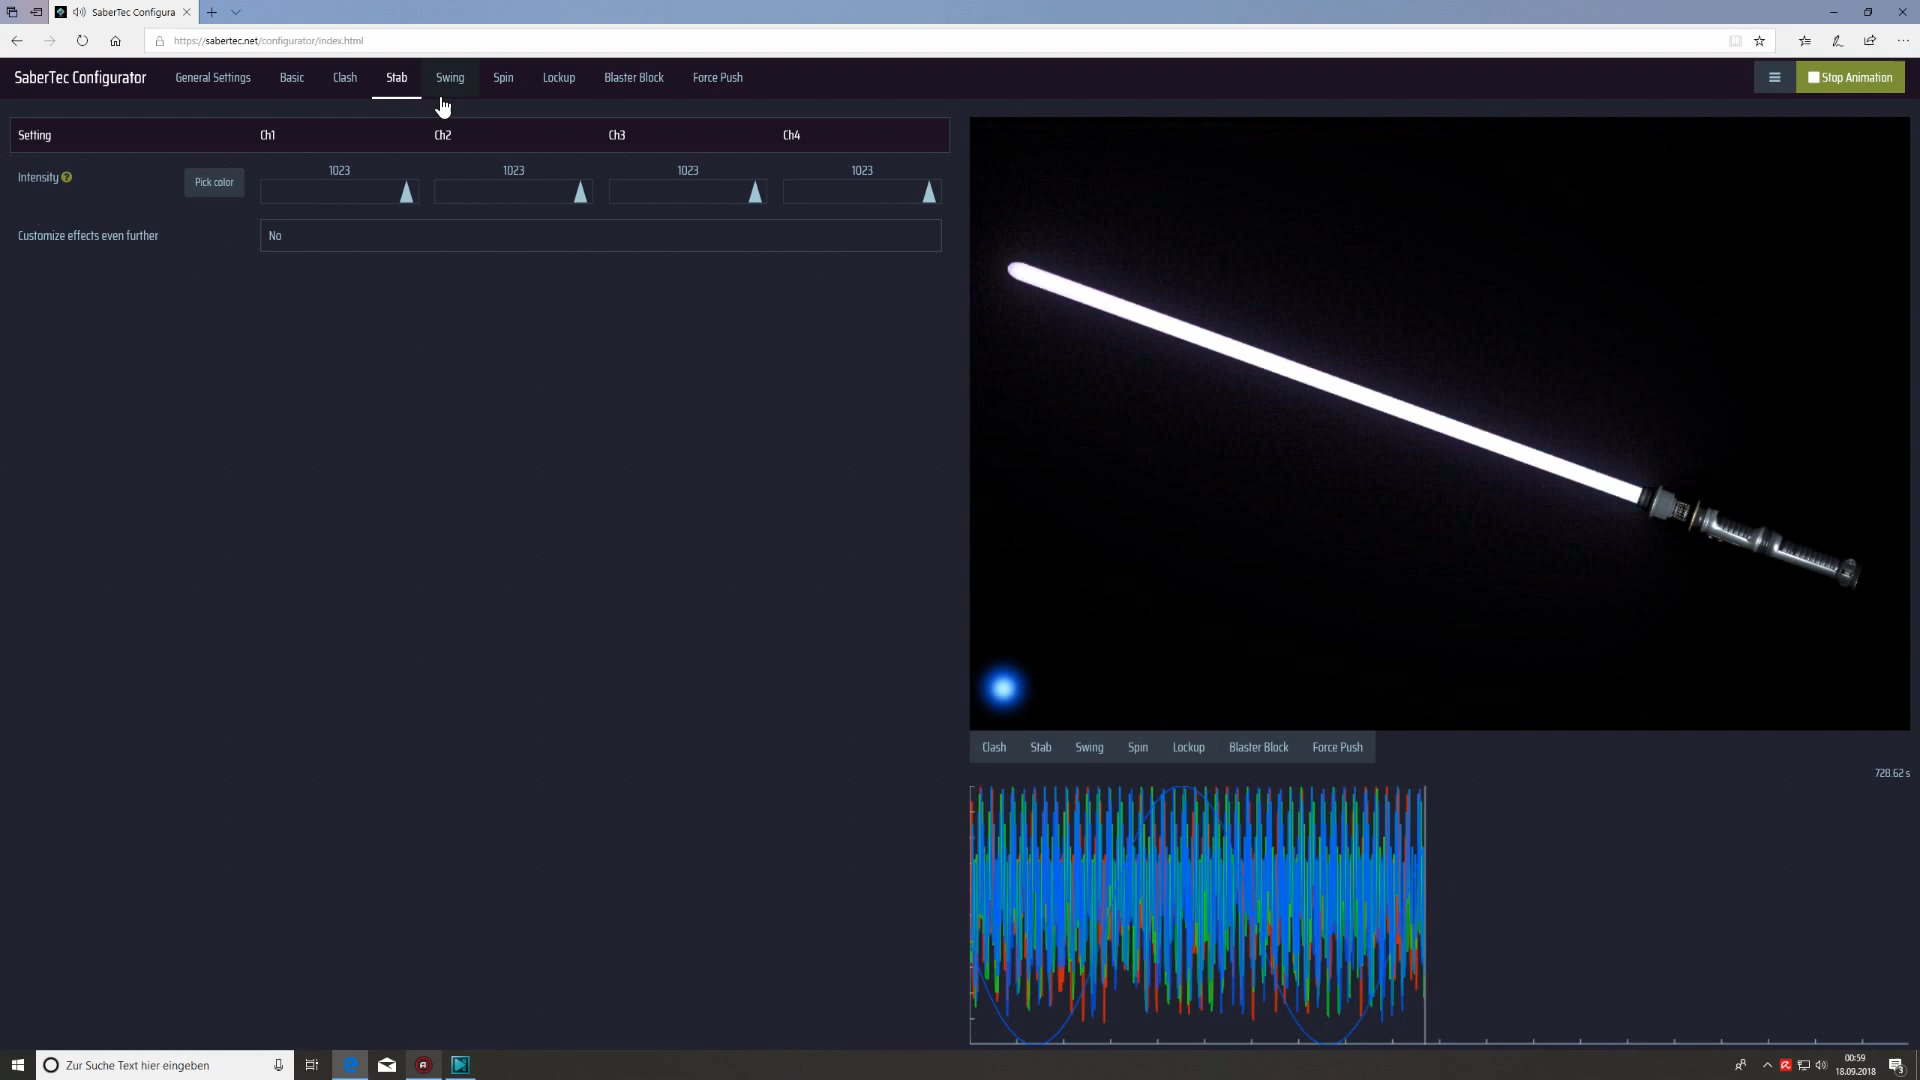 SaberTec Configura
https://sabertec.net/configurator/index.html
SaberTec Configurator General Settings Basic Clash Stab Swing Spin Lockup Blaster Block Force Push Stop Animation
Setting Ch1 Ch2 Ch3 Ch4
Intensity ? Pick color 1023 1023 1023 1023
Customize effects even further No
Clash Stab Swing Spin Lockup Blaster Block Force Push
728.62 s
Zur Suche Text hier eingeben
00:59
18.09.2018
3